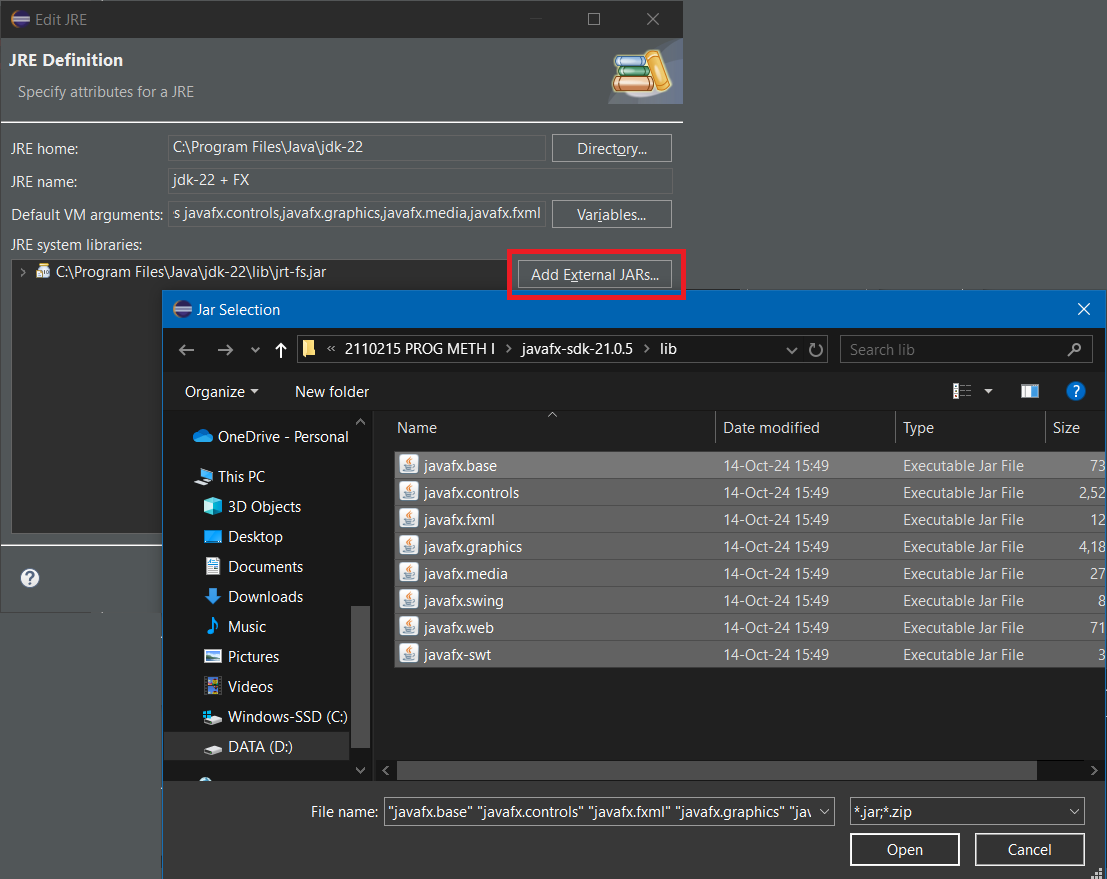 Edit JRE
JRE Definition
Specify attributes for a JRE
JRE home: C:\Program Files\Java\jdk-22 Directory...
JRE name: jdk-22 + FX
Default VM arguments: s javafx.controls,javafx.graphics,javafx.media,javafx.fxml Variables...
JRE system libraries:
C:\Program Files\Java\jdk-22\lib\jrt-fs.jar Add External JARs...
Jar Selection
« 2110215 PROG METH I > javafx-sdk-21.0.5 > lib Search lib
Organize New folder
Name Date modified Type Size
OneDrive - Personal
This PC
3D Objects
Desktop
Documents
Downloads
Music
Pictures
Videos
Windows-SSD (C:)
DATA (D:)
javafx.base 14-Oct-24 15:49 Executable Jar File 73
javafx.controls 14-Oct-24 15:49 Executable Jar File 2,52
javafx.fxml 14-Oct-24 15:49 Executable Jar File 12
javafx.graphics 14-Oct-24 15:49 Executable Jar File 4,18
javafx.media 14-Oct-24 15:49 Executable Jar File 27
javafx.swing 14-Oct-24 15:49 Executable Jar File 8
javafx.web 14-Oct-24 15:49 Executable Jar File 71
javafx-swt 14-Oct-24 15:49 Executable Jar File 3
File name: "javafx.base" "javafx.controls" "javafx.fxml" "javafx.graphics" "jav *.jar;*.zip
Open Cancel